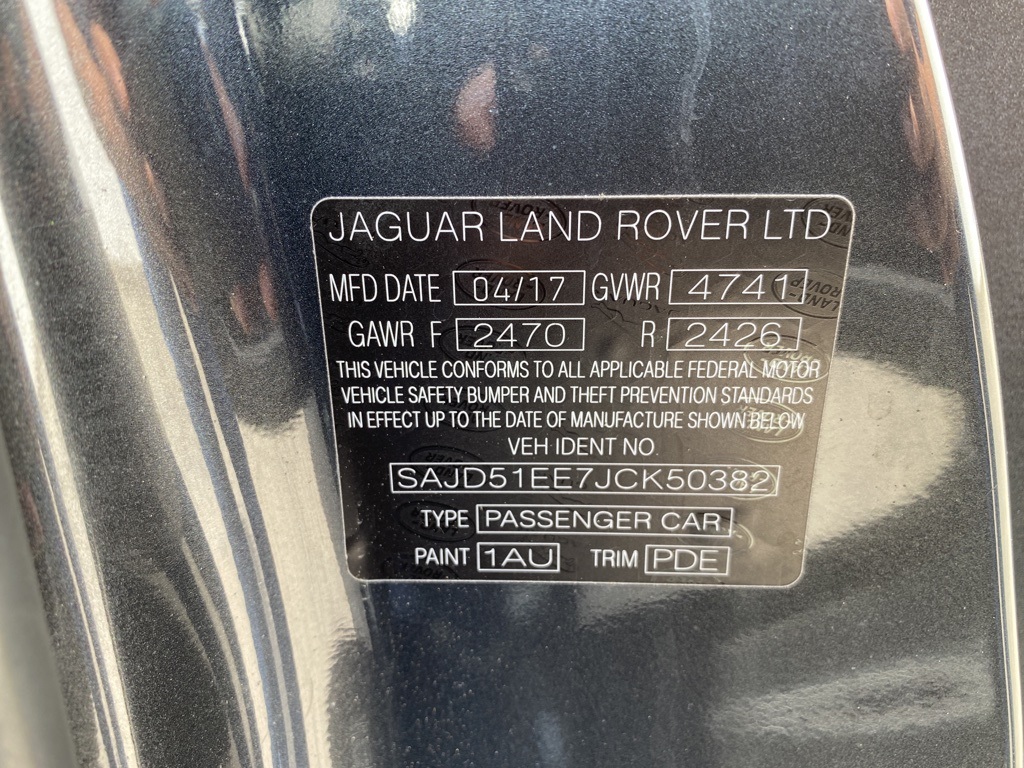 JAGUAR LAND ROVER LTD
MFD DATE 04/17 GVWR 4741
GAWR F 2470 R 2426
THIS VEHICLE CONFORMS TO ALL APPLICABLE FEDERAL MOTOR
VEHICLE SAFETY BUMPER AND THEFT PREVENTION STANDARDS
IN EFFECT UP TO THE DATE OF MANUFACTURE SHOWN BELOW
VEH IDENT NO.
SAJD51EE7JCK50382
TYPE PASSENGER CAR
PAINT 1AU TRIM PDE